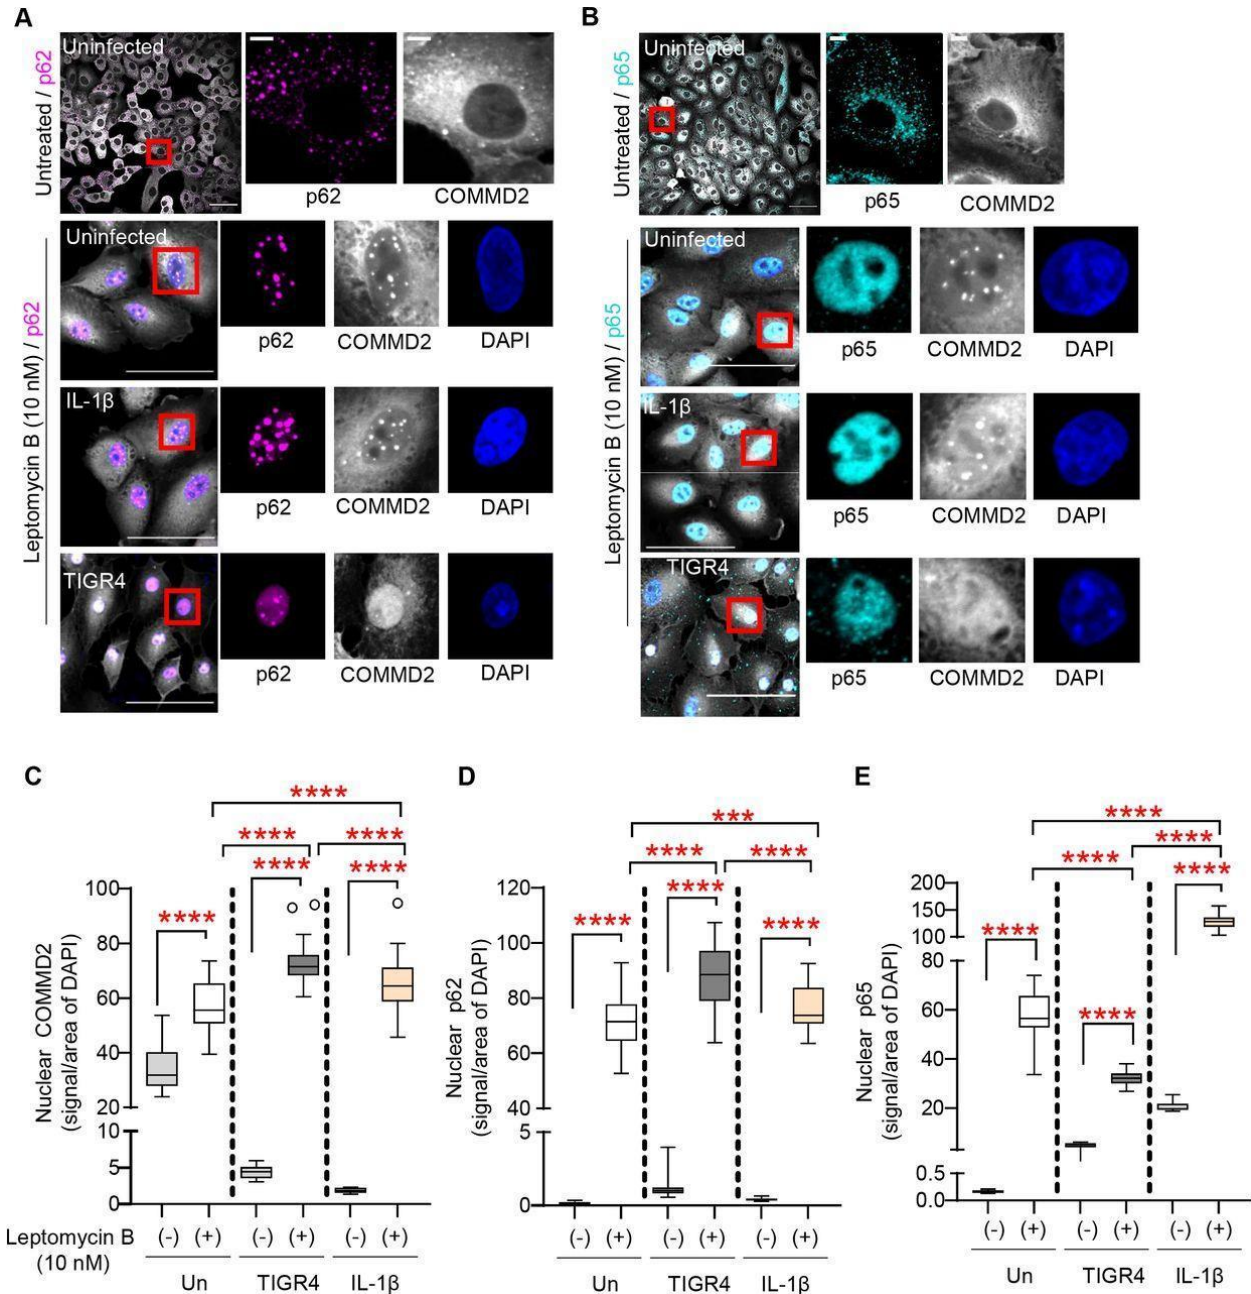 A
Untreated / p62
Uninfected
p62
COMMD2
Leptomycin B (10 nM) / p62
Uninfected
p62
COMMD2
DAPI
IL-1β
p62
COMMD2
DAPI
TIGR4
p62
COMMD2
DAPI
B
Untreated / p65
Uninfected
p65
COMMD2
Leptomycin B (10 nM) / p65
Uninfected
p65
COMMD2
DAPI
IL-1β
p65
COMMD2
DAPI
TIGR4
p65
COMMD2
DAPI
C
Nuclear COMMD2
(signal/area of DAPI)
100
80
60
40
20
10
5
0
****
****
****
****
****
****
Leptomycin B
(10 nM)
(-) (+) (-) (+) (-) (+)
Un TIGR4 IL-1β
D
Nuclear p62
(signal/area of DAPI)
120
100
80
60
40
5
0
***
****
****
****
****
****
(-) (+) (-) (+) (-) (+)
Un TIGR4 IL-1β
E
Nuclear p65
(signal/area of DAPI)
200
150
100
80
60
40
20
0.5
0.0
****
****
****
****
****
****
(-) (+) (-) (+) (-) (+)
Un TIGR4 IL-1β